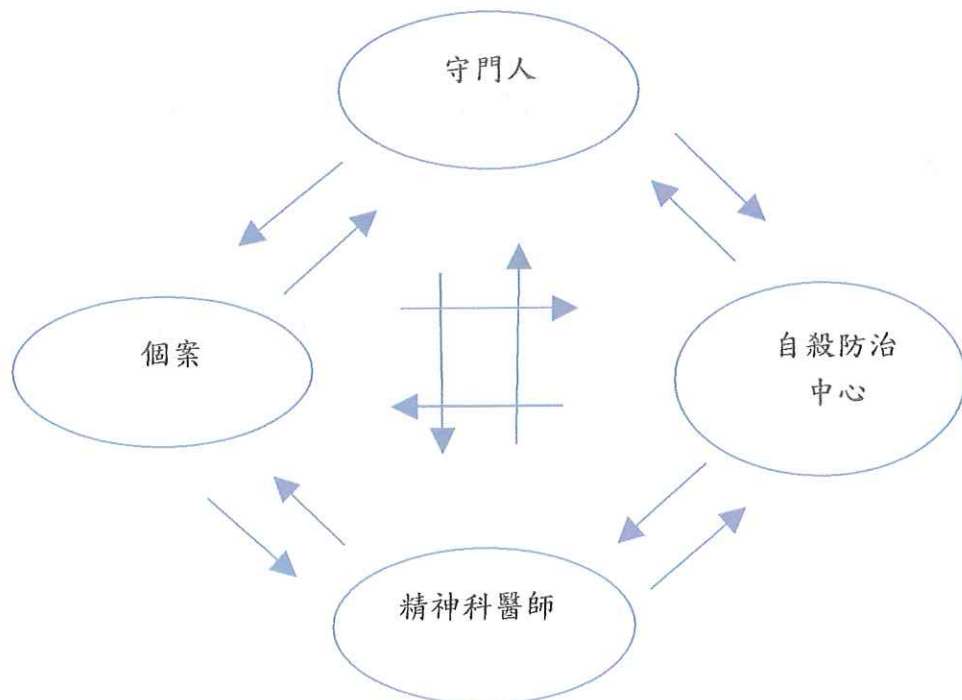 守門人
個案
自殺防治
中心
精神科醫師